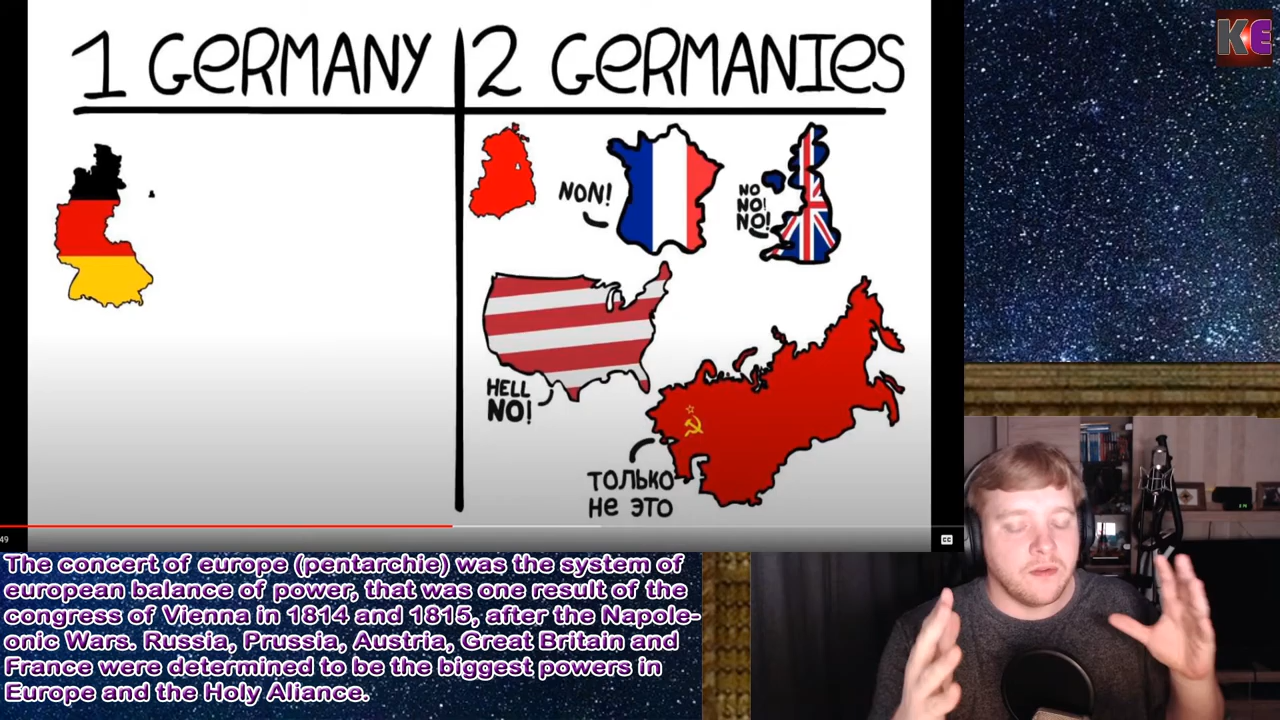 KE
1 GERMANY 2 GERMANIES
NON!
NO
NO!
NO!
HELL
NO!
ТОЛЬКО
НЕ ЭТО
49
CC
The concert of europe (pentarchie) was the system of
european balance of power, that was one result of the
congress of Vienna in 1814 and 1815, after the Napole-
onic Wars. Russia, Prussia, Austria, Great Britain and
France were determined to be the biggest powers in
Europe and the Holy Aliance.